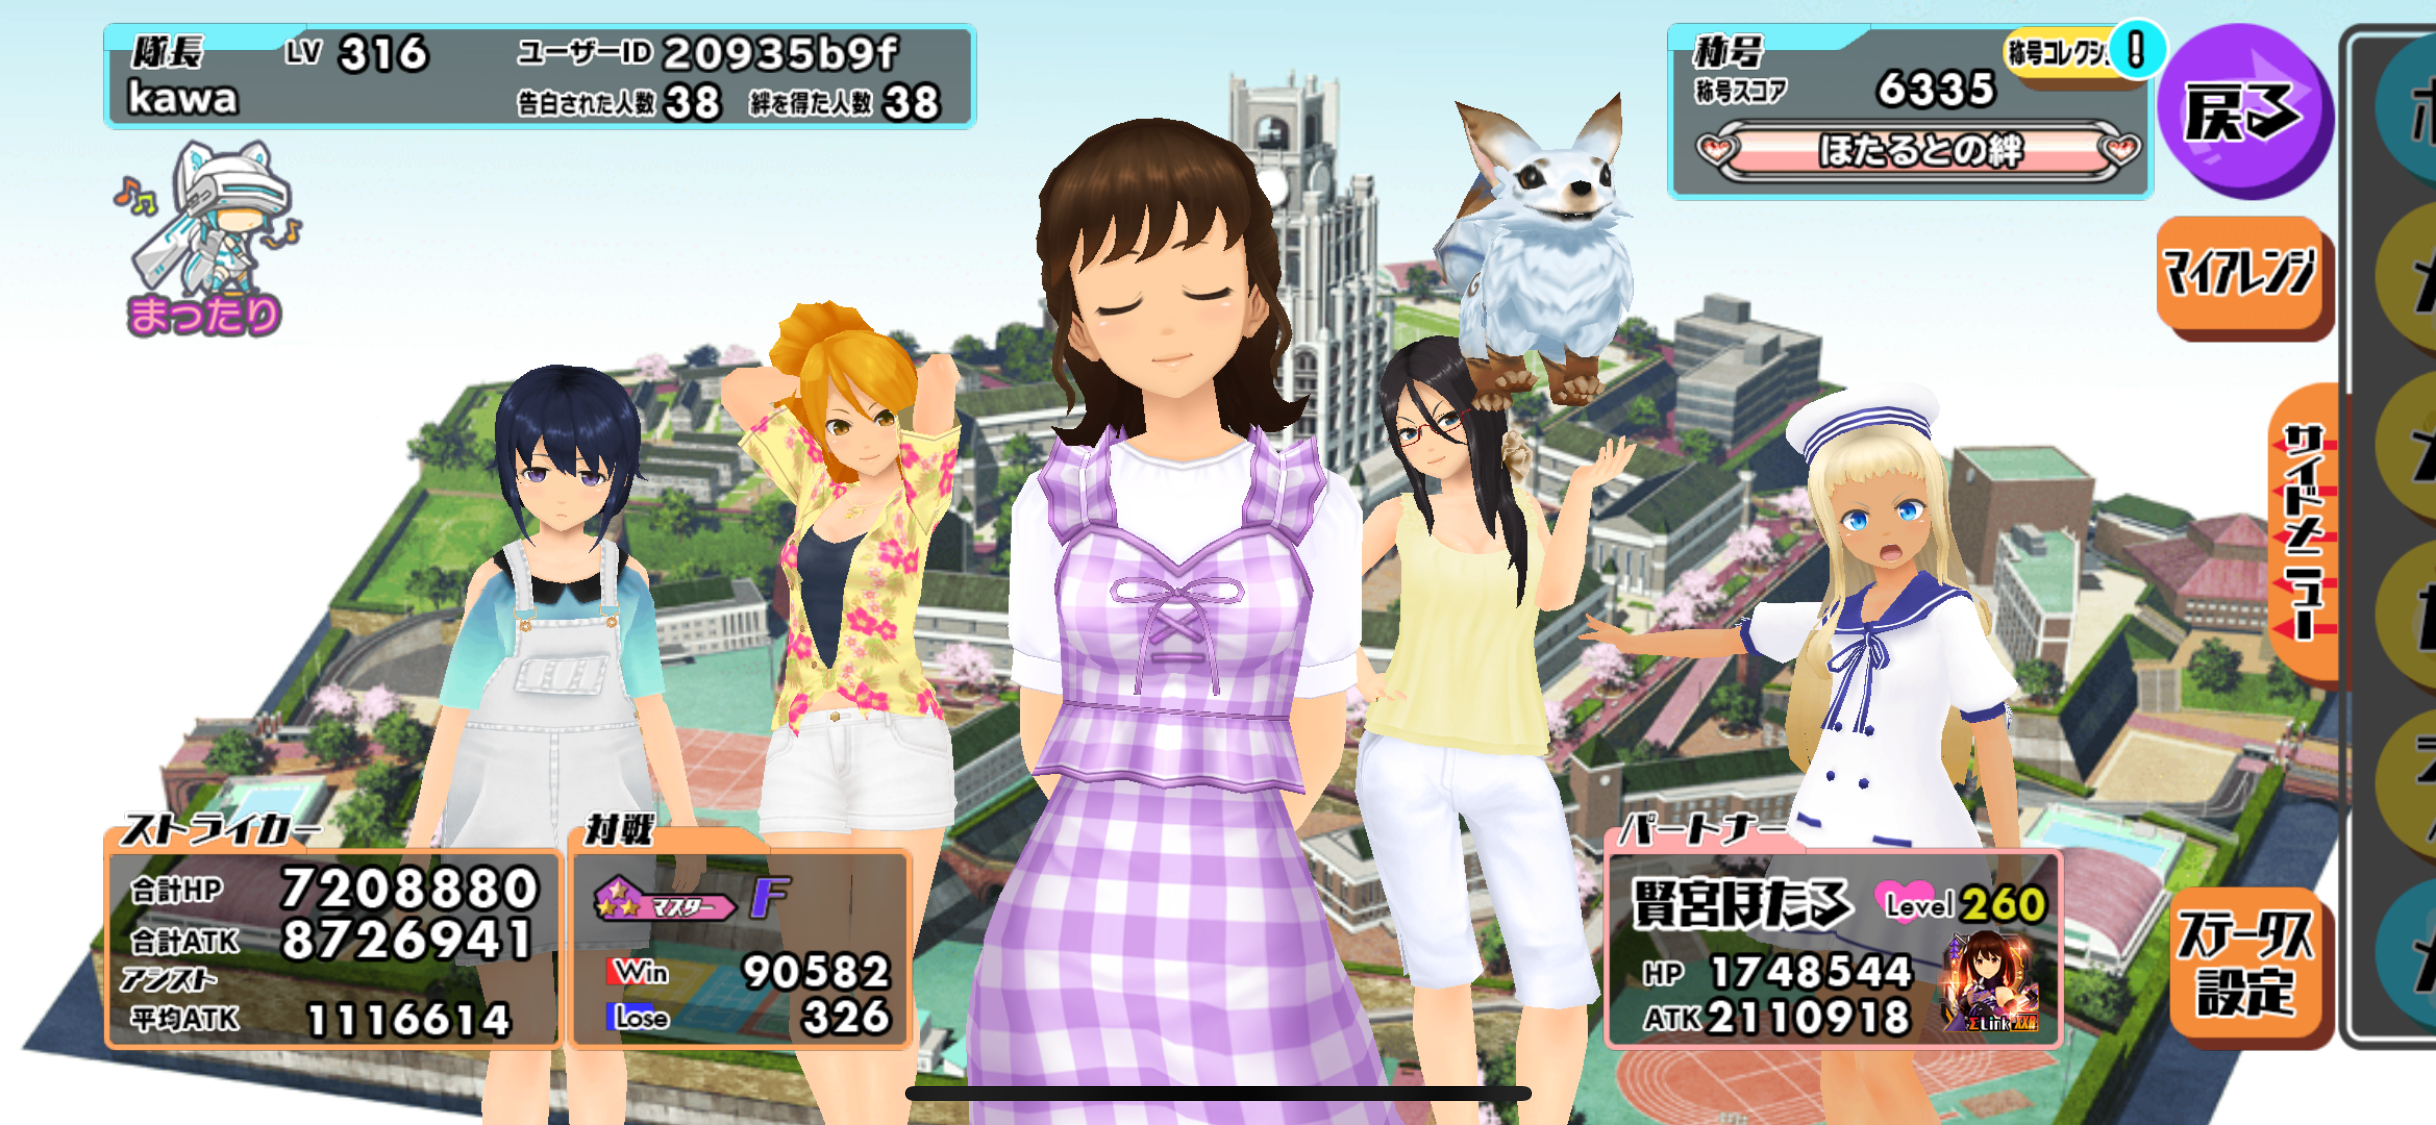 隊長 LV 316 ユーザーID 20935b9f
kawa 告白された人数 38 絆を得た人数 38
まったり
称号 称号コレクシ !
称号スコア 6335
ほたるとの絆
戻る
マイアレンジ
サイドメニュー
ストライカー
合計HP 7208880
合計ATK 8726941
アシスト
平均ATK 1116614
対戦
マスター F
Win 90582
Lose 326
パートナー
賢宮ほたる Level 260
HP 1748544
ATK 2110918
ΣLink XXR
ステータス
設定